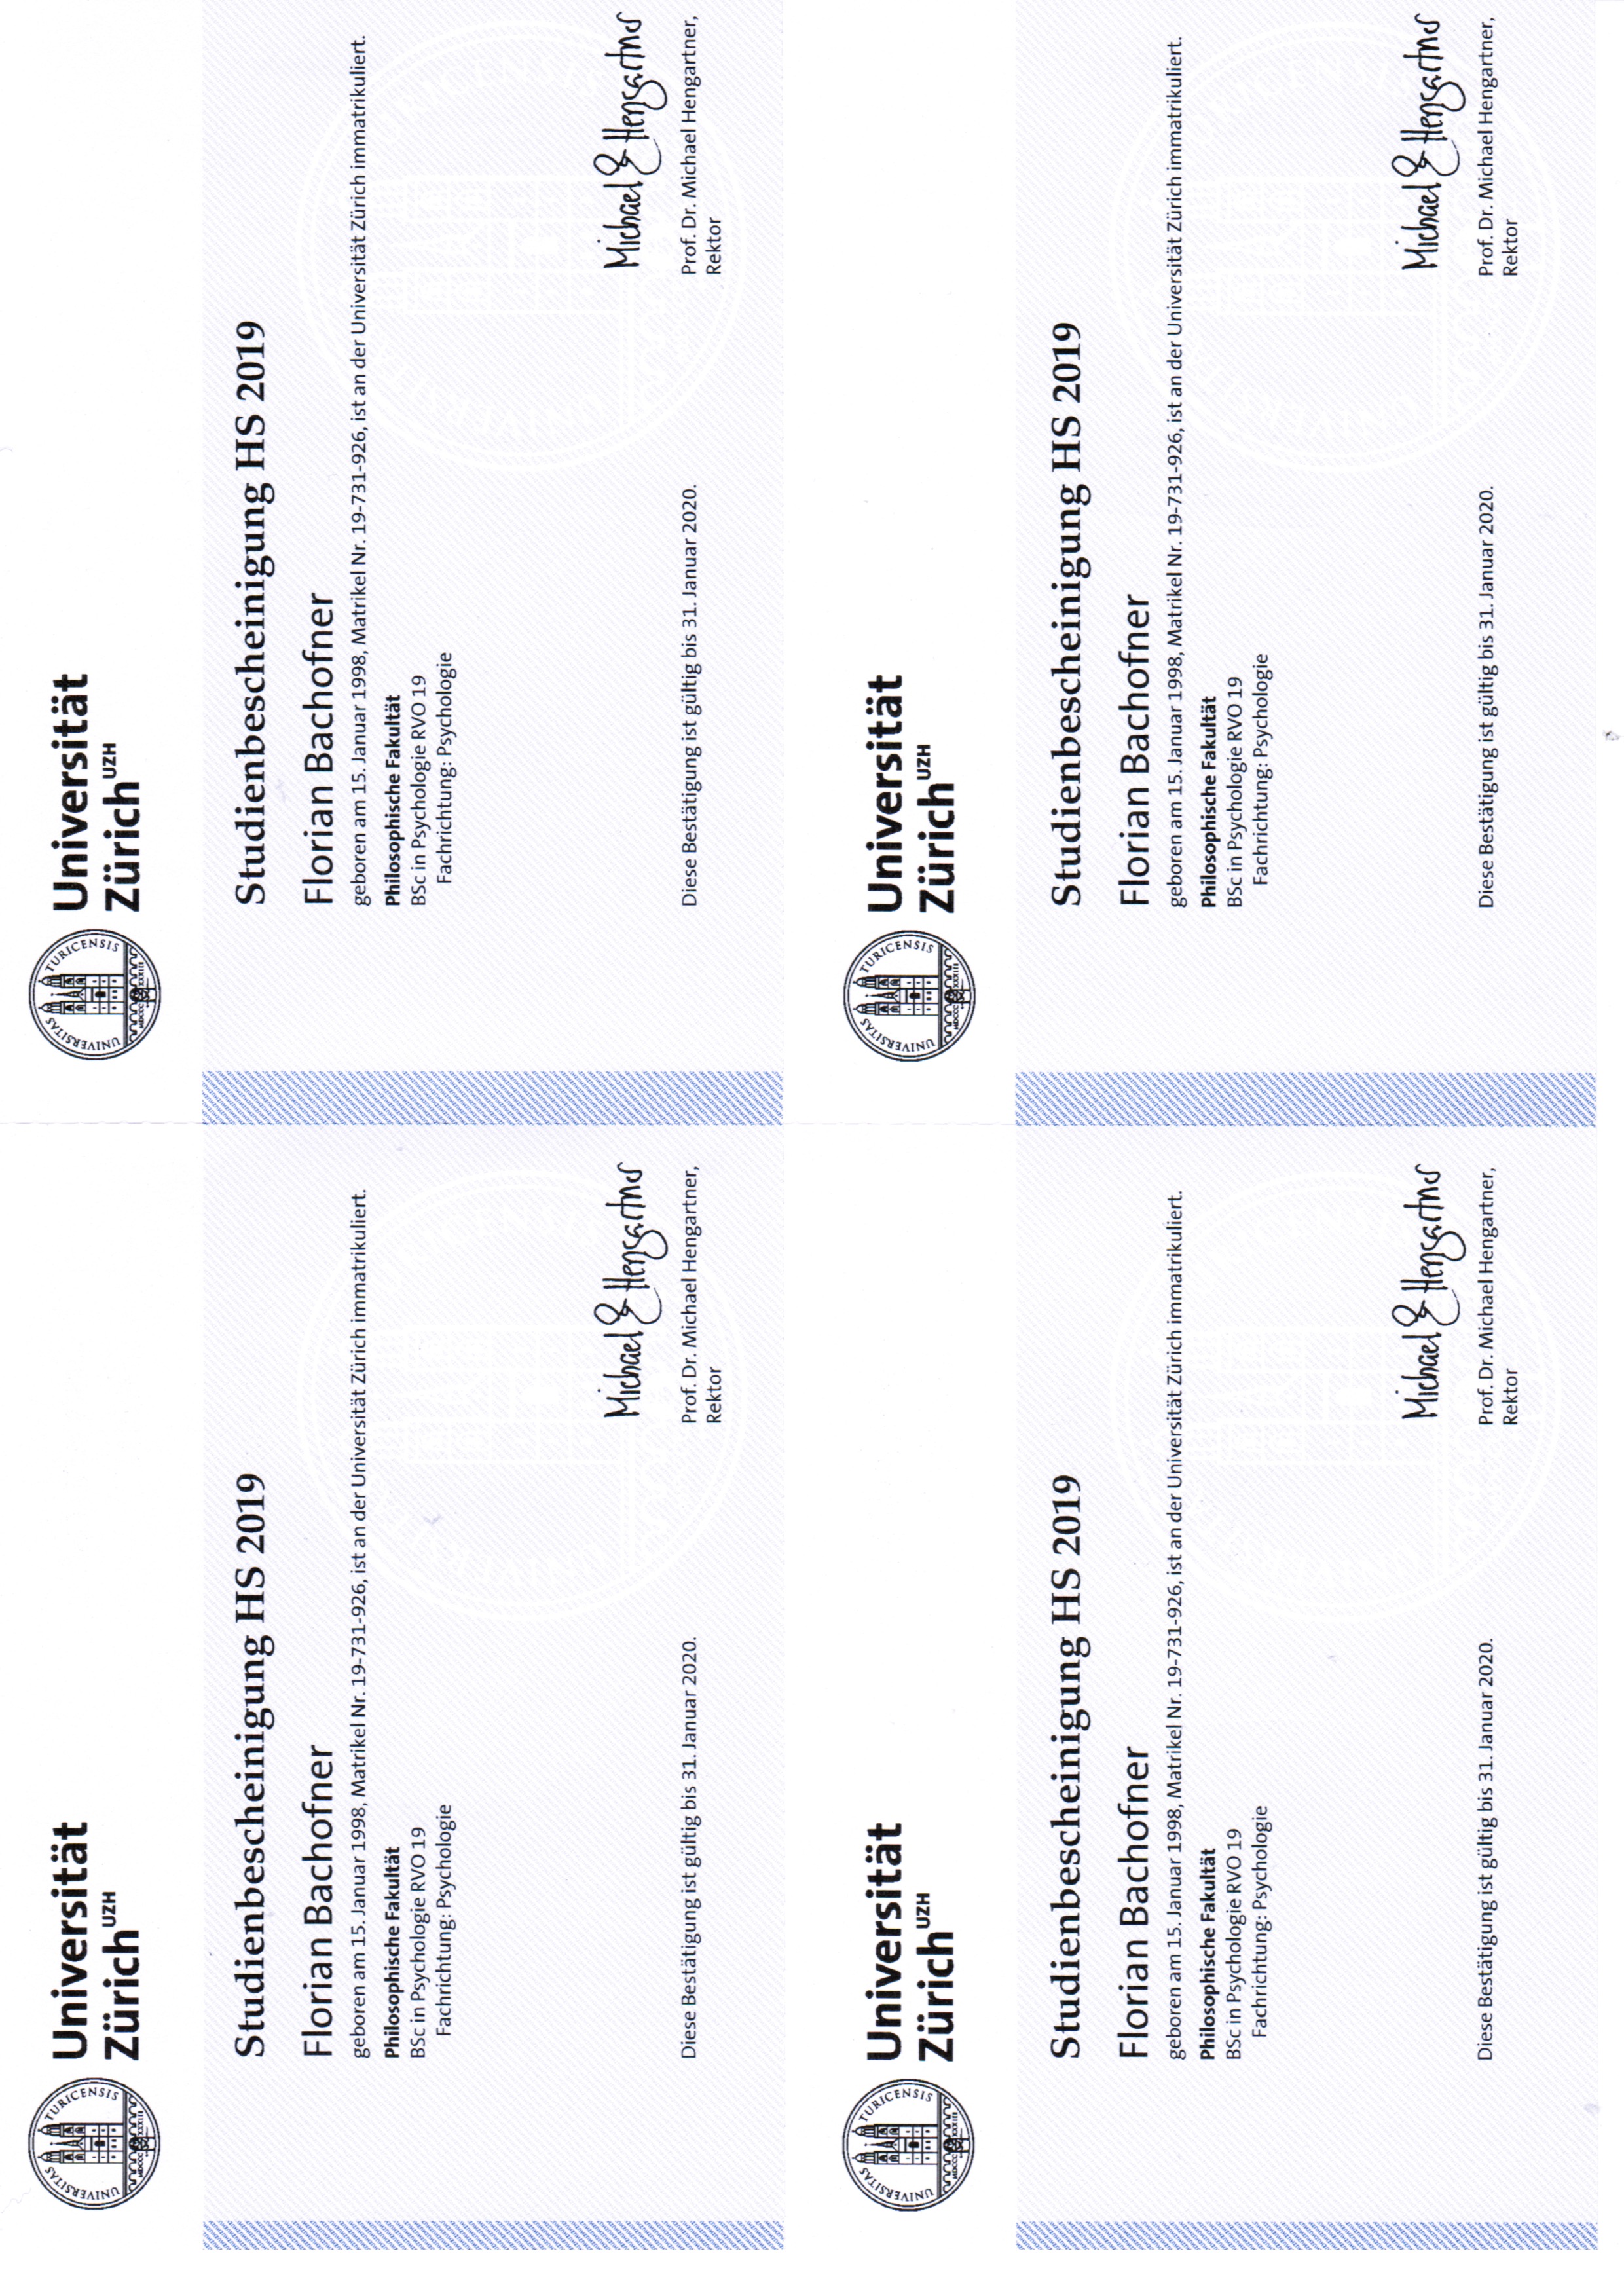 UNIVERSITAS TURICENSIS
MDCCCXXXIII
Universität
Zürich UZH
Studienbescheinigung HS 2019
Florian Bachofner
geboren am 15. Januar 1998, Matrikel Nr. 19-731-926, ist an der Universität Zürich immatrikuliert.
Philosophische Fakultät
BSc in Psychologie RVO 19
Fachrichtung: Psychologie
Michael Hengartner
Diese Bestätigung ist gültig bis 31. Januar 2020.
Prof. Dr. Michael Hengartner,
Rektor
UNIVERSITAS TURICENSIS
MDCCCXXXIII
Universität
Zürich UZH
Studienbescheinigung HS 2019
Florian Bachofner
geboren am 15. Januar 1998, Matrikel Nr. 19-731-926, ist an der Universität Zürich immatrikuliert.
Philosophische Fakultät
BSc in Psychologie RVO 19
Fachrichtung: Psychologie
Michael Hengartner
Diese Bestätigung ist gültig bis 31. Januar 2020.
Prof. Dr. Michael Hengartner,
Rektor
UNIVERSITAS TURICENSIS
MDCCCXXXIII
Universität
Zürich UZH
Studienbescheinigung HS 2019
Florian Bachofner
geboren am 15. Januar 1998, Matrikel Nr. 19-731-926, ist an der Universität Zürich immatrikuliert.
Philosophische Fakultät
BSc in Psychologie RVO 19
Fachrichtung: Psychologie
Michael Hengartner
Diese Bestätigung ist gültig bis 31. Januar 2020.
Prof. Dr. Michael Hengartner,
Rektor
UNIVERSITAS TURICENSIS
MDCCCXXXIII
Universität
Zürich UZH
Studienbescheinigung HS 2019
Florian Bachofner
geboren am 15. Januar 1998, Matrikel Nr. 19-731-926, ist an der Universität Zürich immatrikuliert.
Philosophische Fakultät
BSc in Psychologie RVO 19
Fachrichtung: Psychologie
Michael Hengartner
Diese Bestätigung ist gültig bis 31. Januar 2020.
Prof. Dr. Michael Hengartner,
Rektor